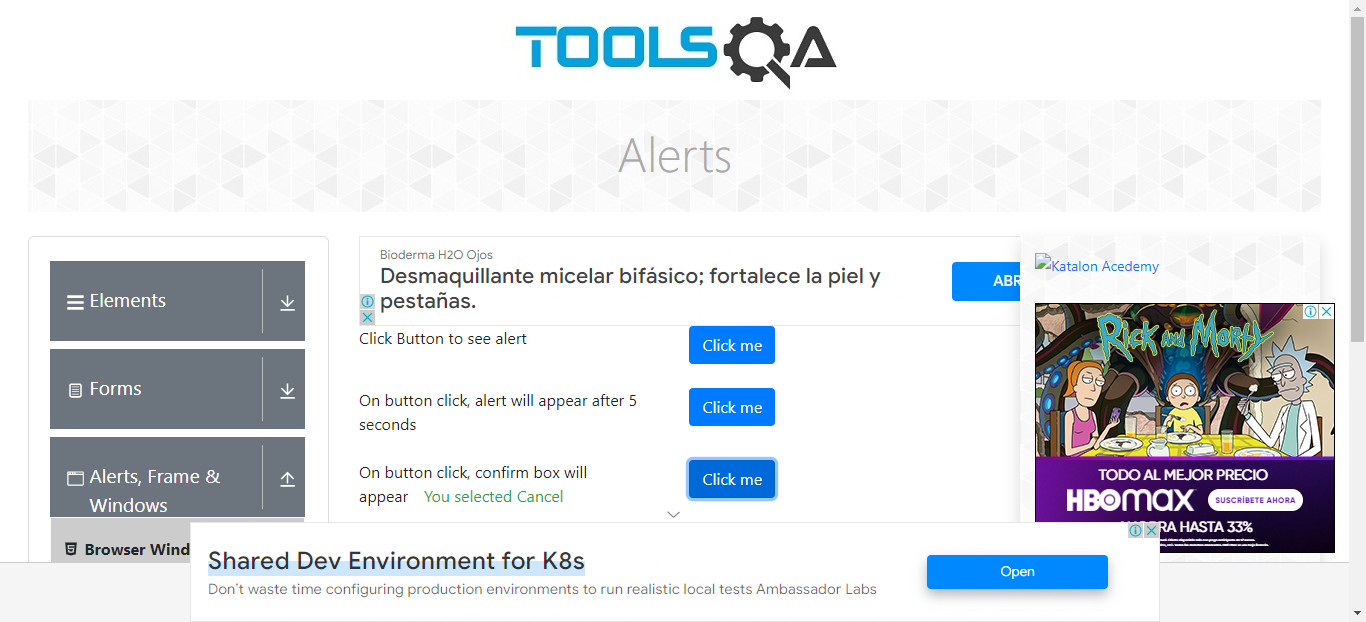 TOOLSQA
Alerts
Elements
Forms
Alerts, Frame &
Windows
Browser Wind
Bioderma H2O Ojos
Desmaquillante micelar bifásico; fortalece la piel y
pestañas.
ABR
Click Button to see alert
Click me
On button click, alert will appear after 5
seconds
Click me
On button click, confirm box will
appear You selected Cancel
Click me
Katalon Acedemy
Rick and Morty
TODO AL MEJOR PRECIO
HBOmax
SUSCRÍBETE AHORA
RA HASTA 33%
Shared Dev Environment for K8s
Don't waste time configuring production environments to run realistic local tests Ambassador Labs
Open